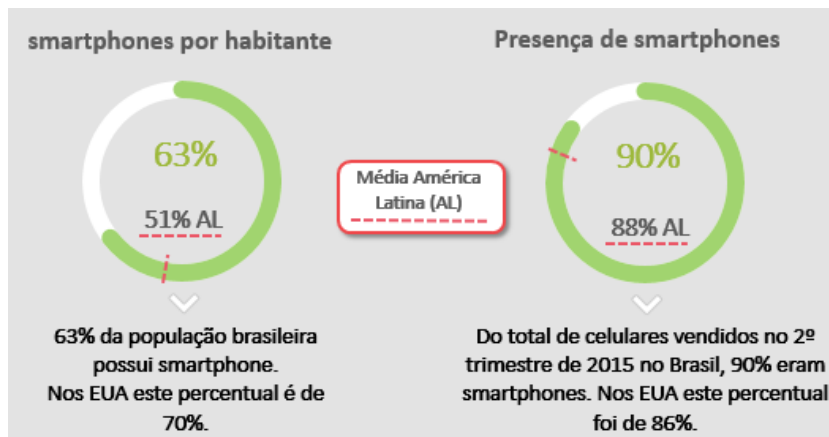 smartphones por habitante
63%
51% AL
63% da população brasileira
possui smartphone.
Nos EUA este percentual é de
70%.
Média América
Latina (AL)
Presença de smartphones
90%
88% AL
Do total de celulares vendidos no 2º
trimestre de 2015 no Brasil, 90% eram
smartphones. Nos EUA este percentual
foi de 86%.